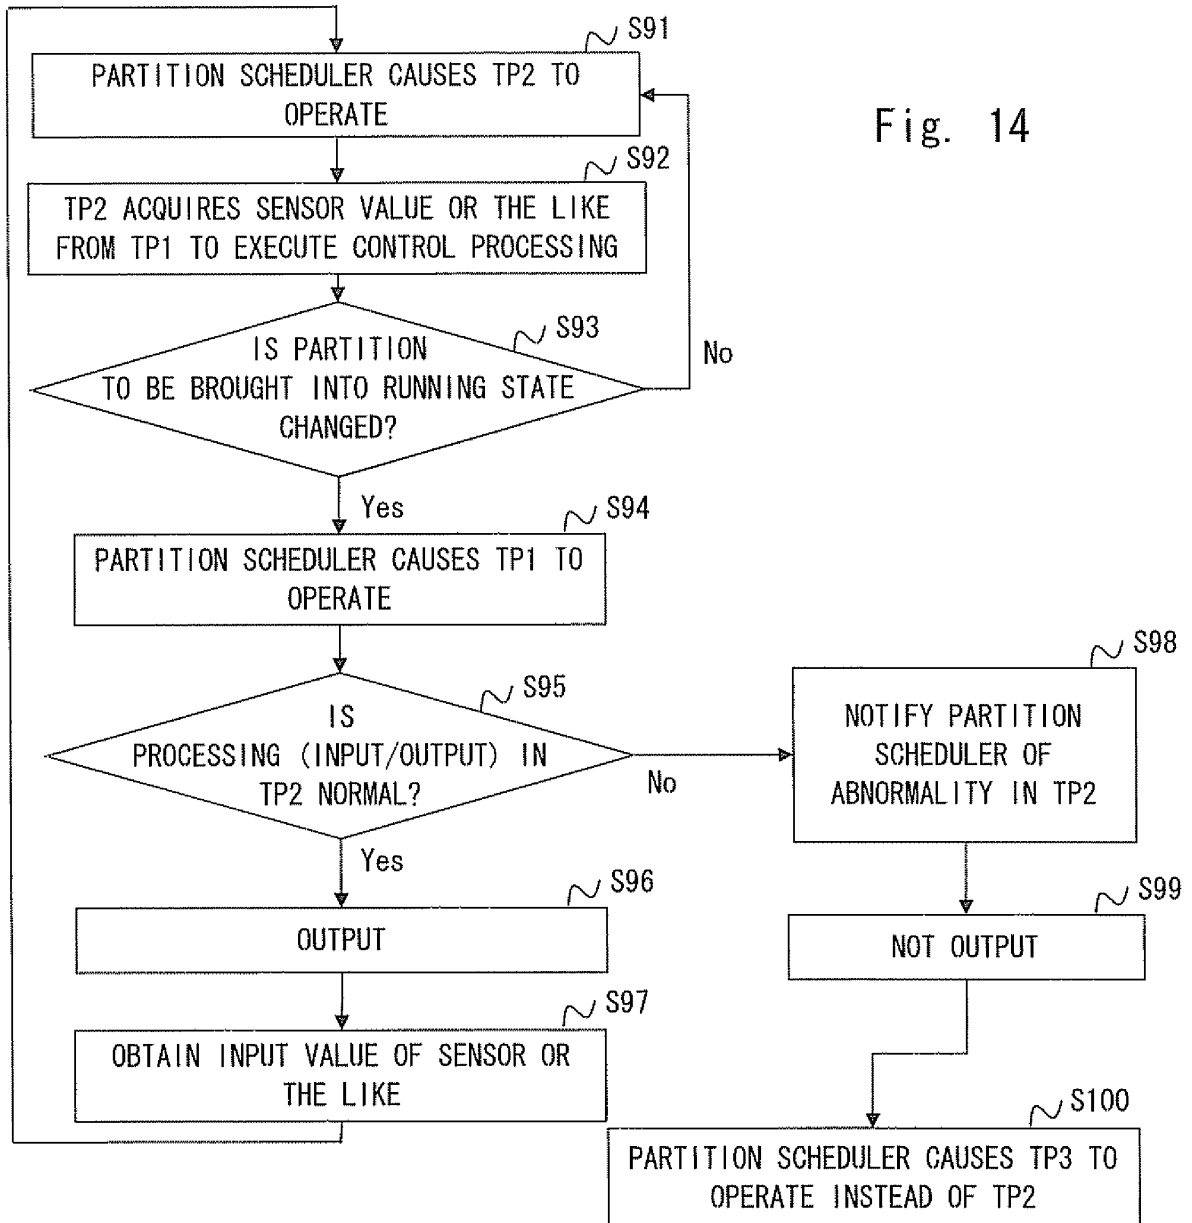 Fig. 14
S91
PARTITION SCHEDULER CAUSES TP2 TO
OPERATE
S92
TP2 ACQUIRES SENSOR VALUE OR THE LIKE
FROM TP1 TO EXECUTE CONTROL PROCESSING
S93
IS PARTITION
TO BE BROUGHT INTO RUNNING STATE
CHANGED?
No
Yes
S94
PARTITION SCHEDULER CAUSES TP1 TO
OPERATE
S95
IS
PROCESSING (INPUT/OUTPUT) IN
TP2 NORMAL?
No
Yes
S96
OUTPUT
S97
OBTAIN INPUT VALUE OF SENSOR OR
THE LIKE
S98
NOTIFY PARTITION
SCHEDULER OF
ABNORMALITY IN TP2
S99
NOT OUTPUT
S100
PARTITION SCHEDULER CAUSES TP3 TO
OPERATE INSTEAD OF TP2